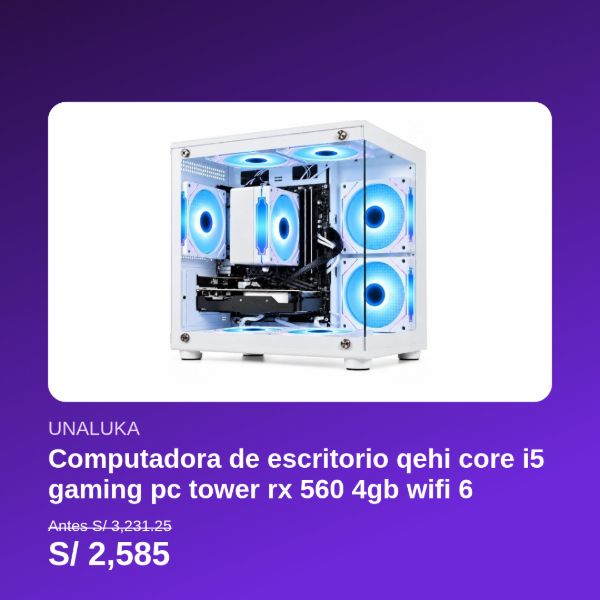 UNALUKA
Computadora de escritorio qehi core i5
gaming pc tower rx 560 4gb wifi 6
Antes S/ 3,231.25
S/ 2,585